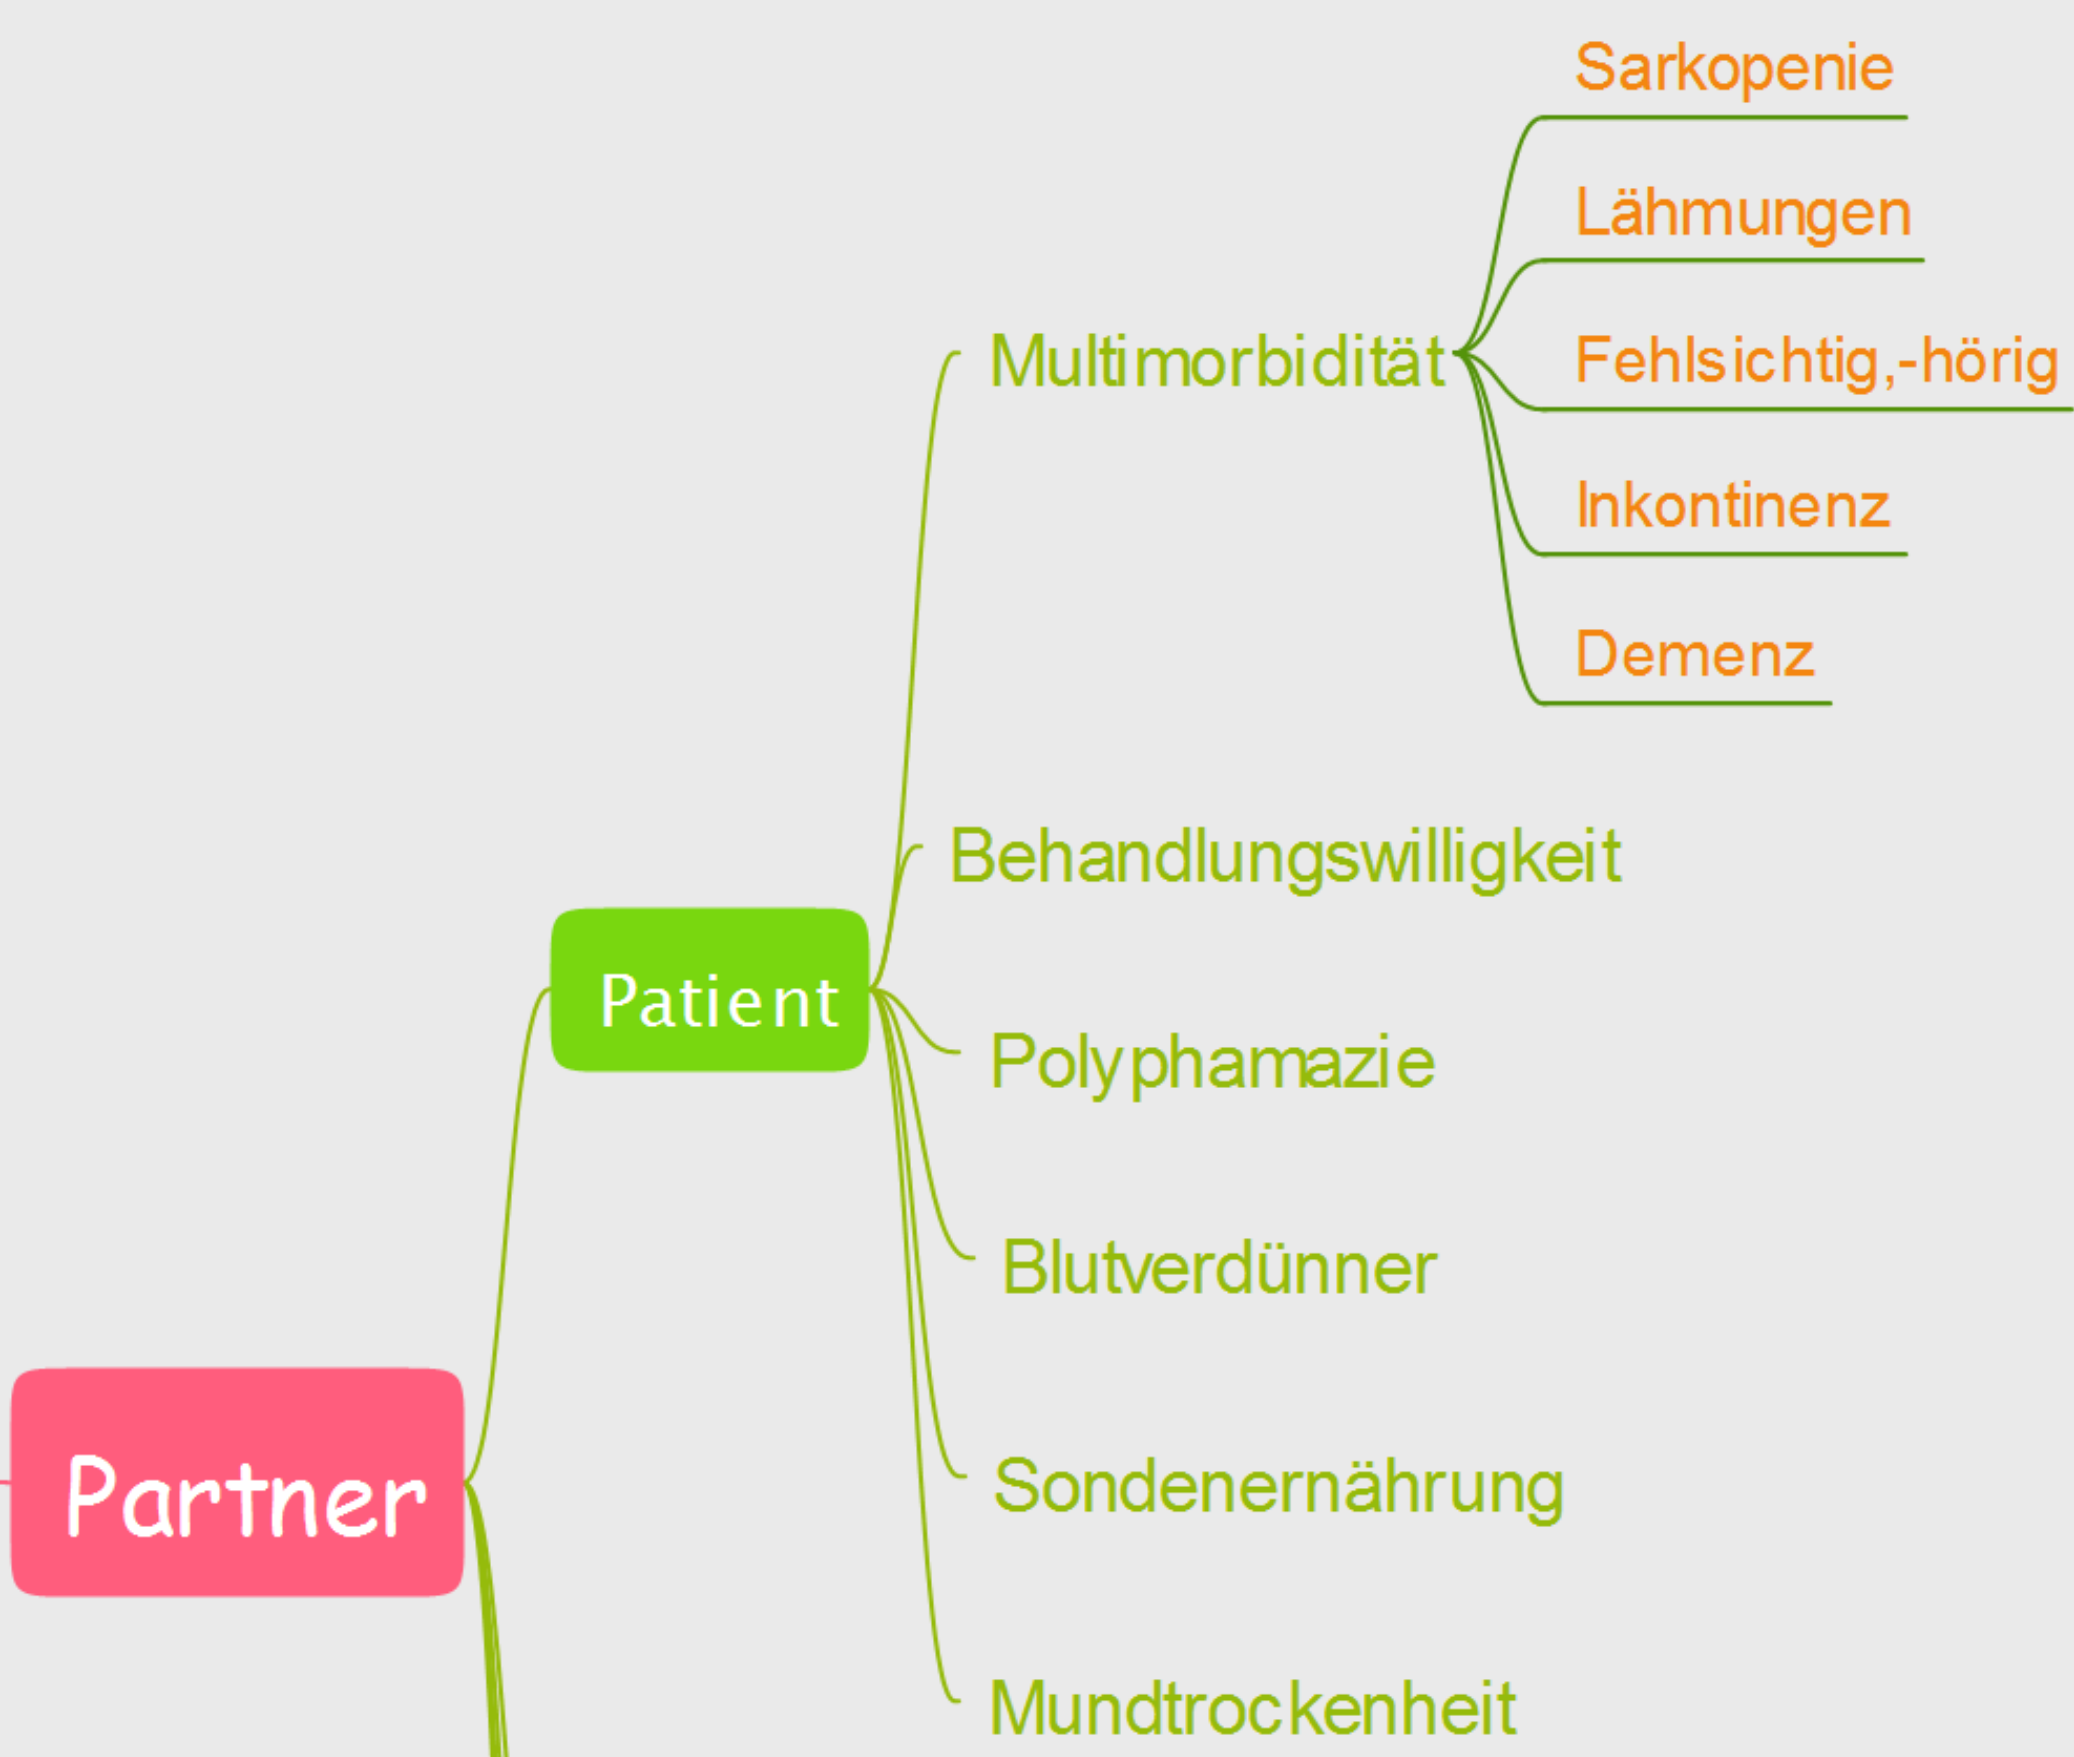 Sarkopenie
Lähmungen
Multimorbidität
Fehlsichtig,-hörig
Inkontinenz
Demenz
Behandlungswilligkeit
Patient
Polyphamazie
Blutverdünner
Partner
Sondenernährung
Mundtrockenheit